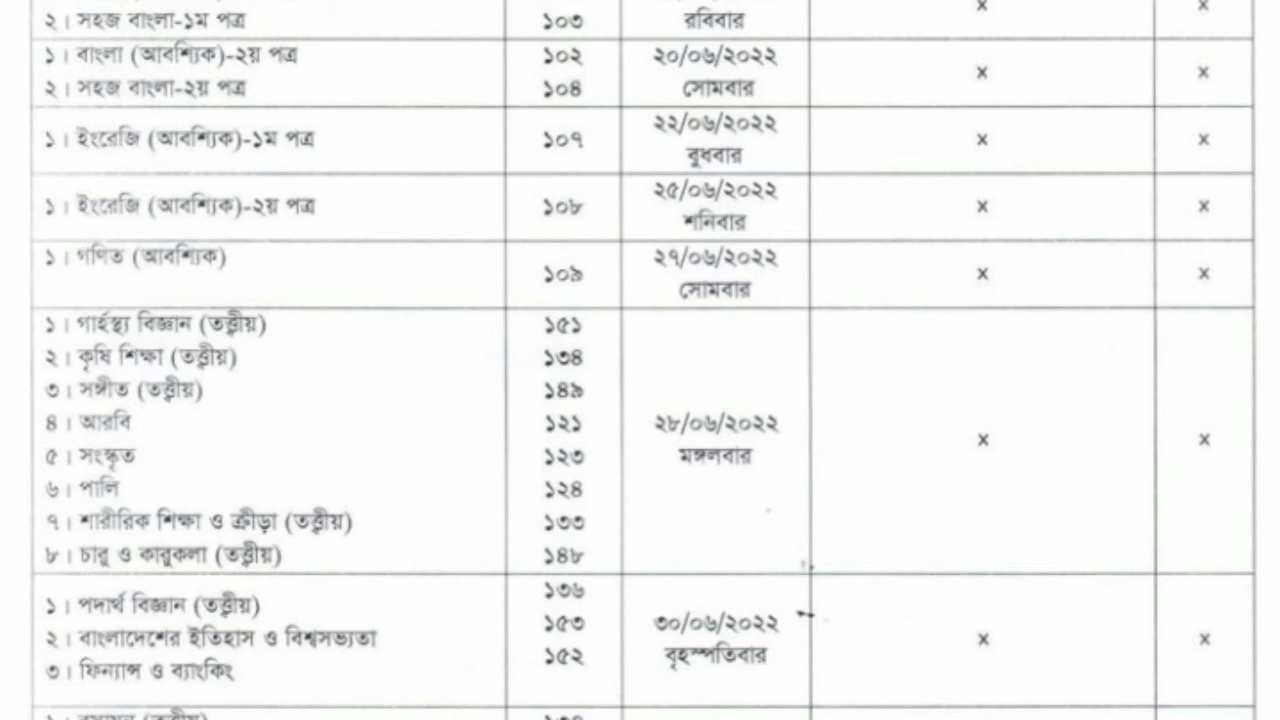 ২। সহজ বাংলা-১ম পত্র ১০৩ রবিবার x x
১। বাংলা (আবশ্যিক)-২য় পত্র ১০২ ২০/০৬/২০২২
২। সহজ বাংলা-২য় পত্র ১০৪ সোমবার x x
১। ইংরেজি (আবশ্যিক)-১ম পত্র ১০৭ ২২/০৬/২০২২ x x
বুধবার
১। ইংরেজি (আবশ্যিক)-২য় পত্র ১০৮ ২৫/০৬/২০২২ x x
শনিবার
১। গণিত (আবশ্যিক) ১০৯ ২৭/০৬/২০২২ x x
সোমবার
১। গার্হস্থ্য বিজ্ঞান (তত্ত্বীয়) ১৫১
২। কৃষি শিক্ষা (তত্ত্বীয়) ১৩৪
৩। সঙ্গীত (তত্ত্বীয়) ১৪৯
৪। আরবি ১২১ ২৮/০৬/২০২২ x x
৫। সংস্কৃত ১২৩ মঙ্গলবার
৬। পালি ১২৪
৭। শারীরিক শিক্ষা ও ক্রীড়া (তত্ত্বীয়) ১৩৩
৮। চারু ও কারুকলা (তত্ত্বীয়) ১৪৮
১। পদার্থ বিজ্ঞান (তত্ত্বীয়) ১৩৬
২। বাংলাদেশের ইতিহাস ও বিশ্বসভ্যতা ১৫৩ ৩০/০৬/২০২২ x x
৩। ফিন্যান্স ও ব্যাংকিং ১৫২ বৃহস্পতিবার
১। রসায়ন (তত্ত্বীয়) ১৩৭